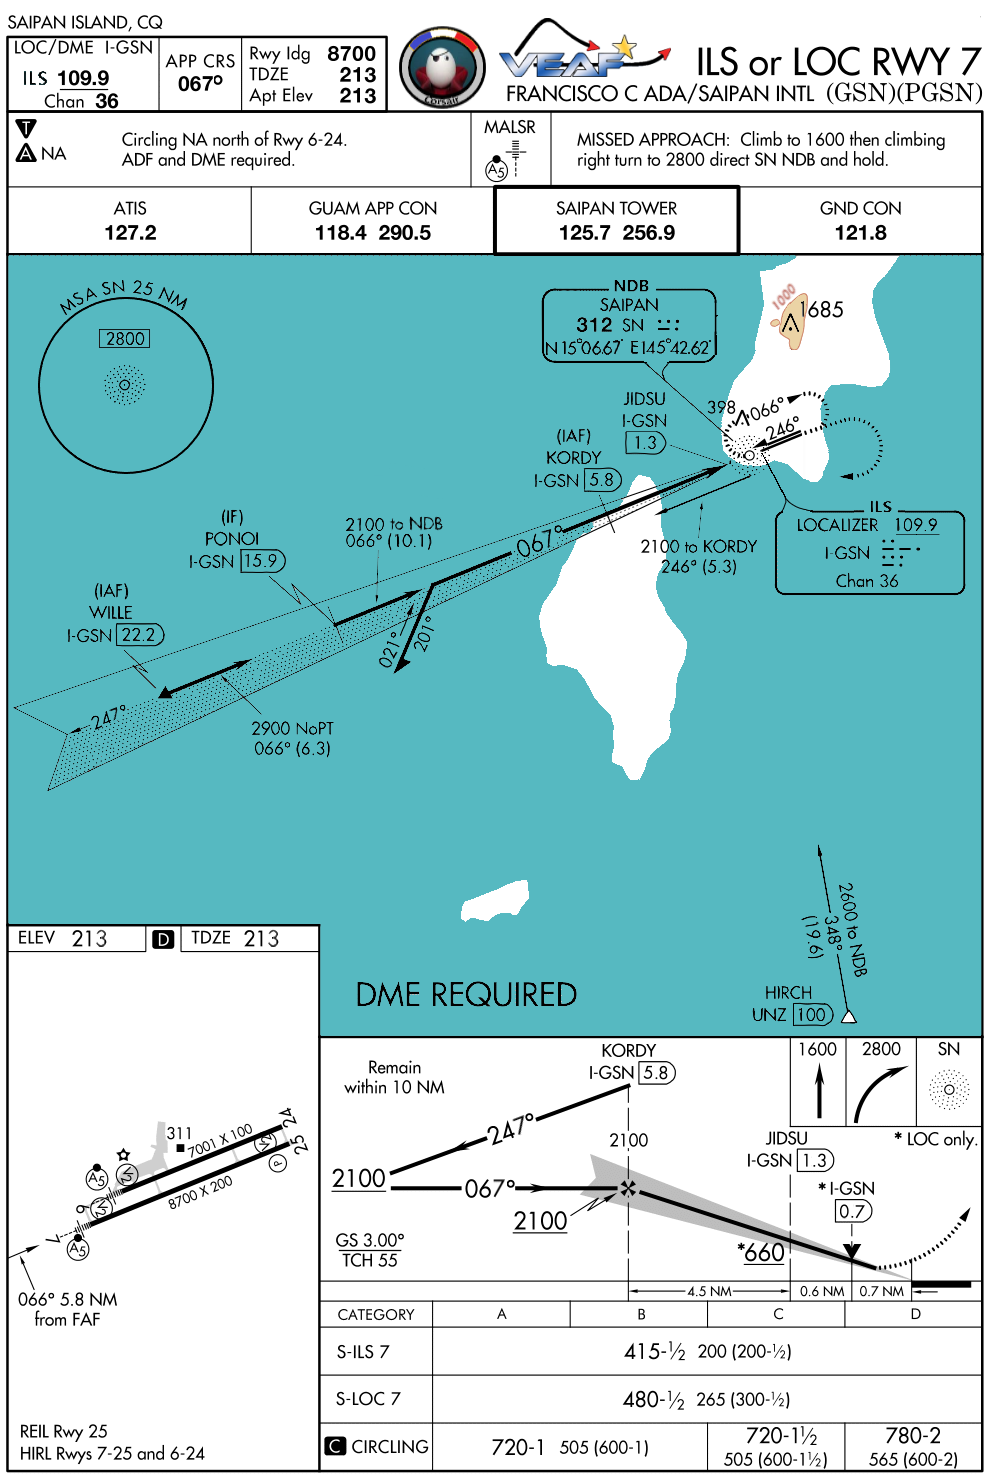 SAIPAN ISLAND, CQ
LOC/DME I-GSN
ILS 109.9
Chan 36
APP CRS
067°
Rwy Idg 8700
TDZE 213
Apt Elev 213
Corsair
VEAF
ILS or LOC RWY 7
FRANCISCO C ADA/SAIPAN INTL (GSN)(PGSN)
T
A NA
Circling NA north of Rwy 6-24.
ADF and DME required.
MALSR
A5
MISSED APPROACH: Climb to 1600 then climbing
right turn to 2800 direct SN NDB and hold.
ATIS
127.2
GUAM APP CON
118.4 290.5
SAIPAN TOWER
125.7 256.9
GND CON
121.8
MSA SN 25 NM
2800
NDB
SAIPAN
312 SN
N 15°06.67' E145°42.62'
1000
1685
JIDSU
I-GSN
1.3
398
066°
246°
(IAF)
KORDY
I-GSN 5.8
ILS
LOCALIZER 109.9
I-GSN
Chan 36
(IF)
PONOI
I-GSN 15.9
2100 to NDB
066° (10.1)
067°
2100 to KORDY
246° (5.3)
(IAF)
WILLE
I-GSN 22.2
021°
201°
247°
2900 NoPT
066° (6.3)
2600 to NDB
348°
(19.6)
HIRCH
UNZ 100
DME REQUIRED
ELEV 213
D
TDZE 213
311
7001 X 100
8700 X 200
24
25
V2
P
A5
V2
V2
6
7
A5
066° 5.8 NM
from FAF
REIL Rwy 25
HIRL Rwys 7-25 and 6-24
Remain
within 10 NM
KORDY
I-GSN 5.8
247°
2100
2100
067°
2100
GS 3.00°
TCH 55
1600
2800
SN
* LOC only.
JIDSU
I-GSN 1.3
* I-GSN
0.7
*660
4.5 NM
0.6 NM
0.7 NM
CATEGORY A B C D
S-ILS 7 415-½ 200 (200-½)
S-LOC 7 480-½ 265 (300-½)
C CIRCLING
720-1 505 (600-1)
720-1½
505 (600-1½)
780-2
565 (600-2)